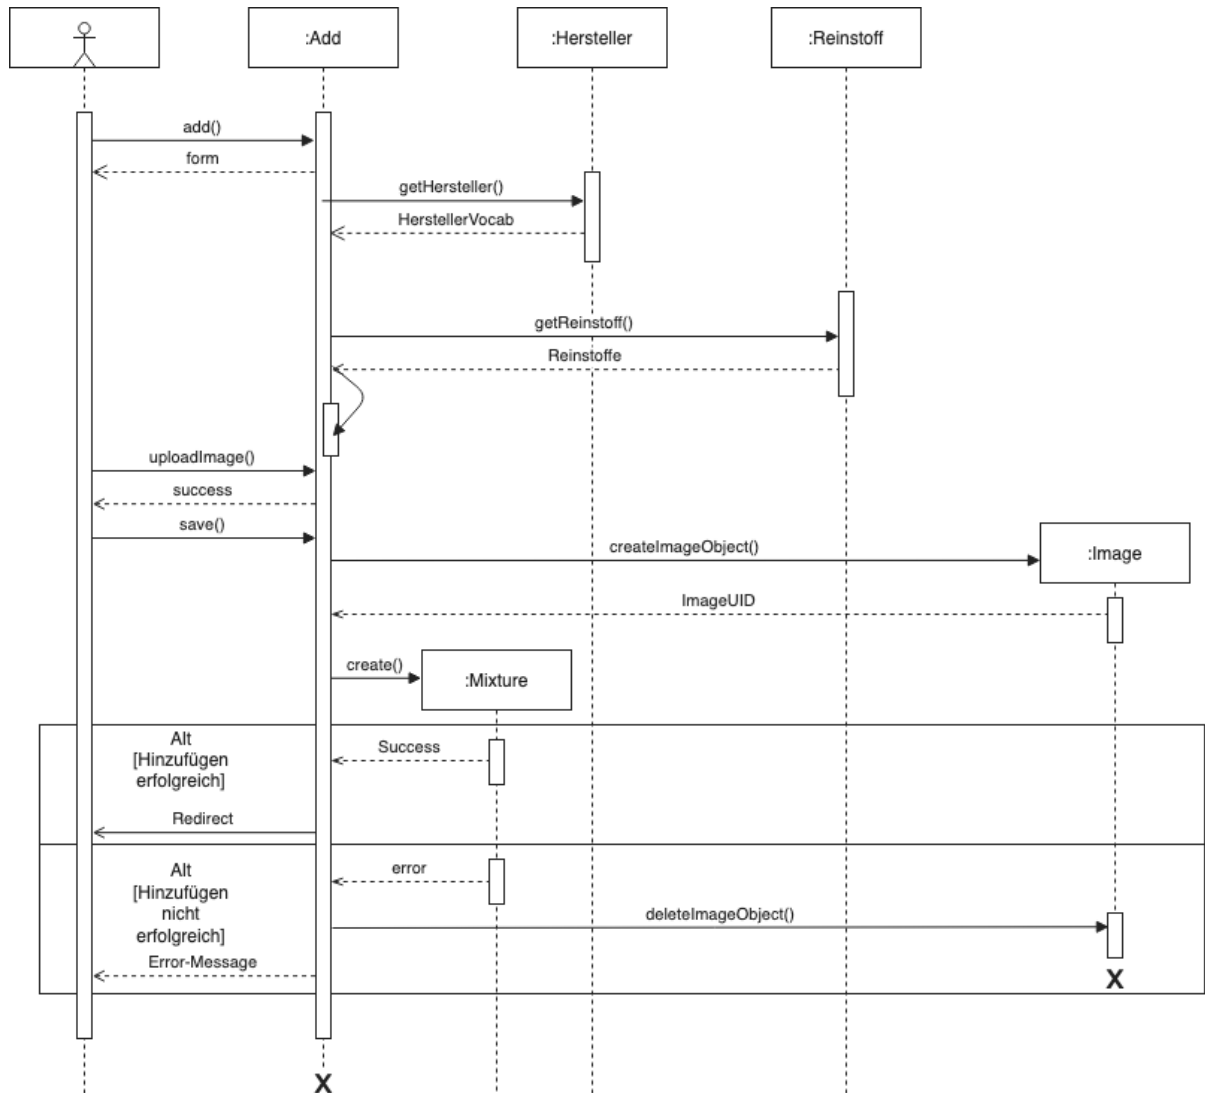 :Add
:Hersteller
:Reinstoff
add()
form
getHersteller()
HerstellerVocab
getReinstoff()
Reinstoffe
uploadImage()
success
save()
createImageObject()
:Image
ImageUID
create()
:Mixture
Alt
[Hinzufügen
erfolgreich]
Success
Redirect
Alt
[Hinzufügen
nicht
erfolgreich]
error
deleteImageObject()
Error-Message
X
X